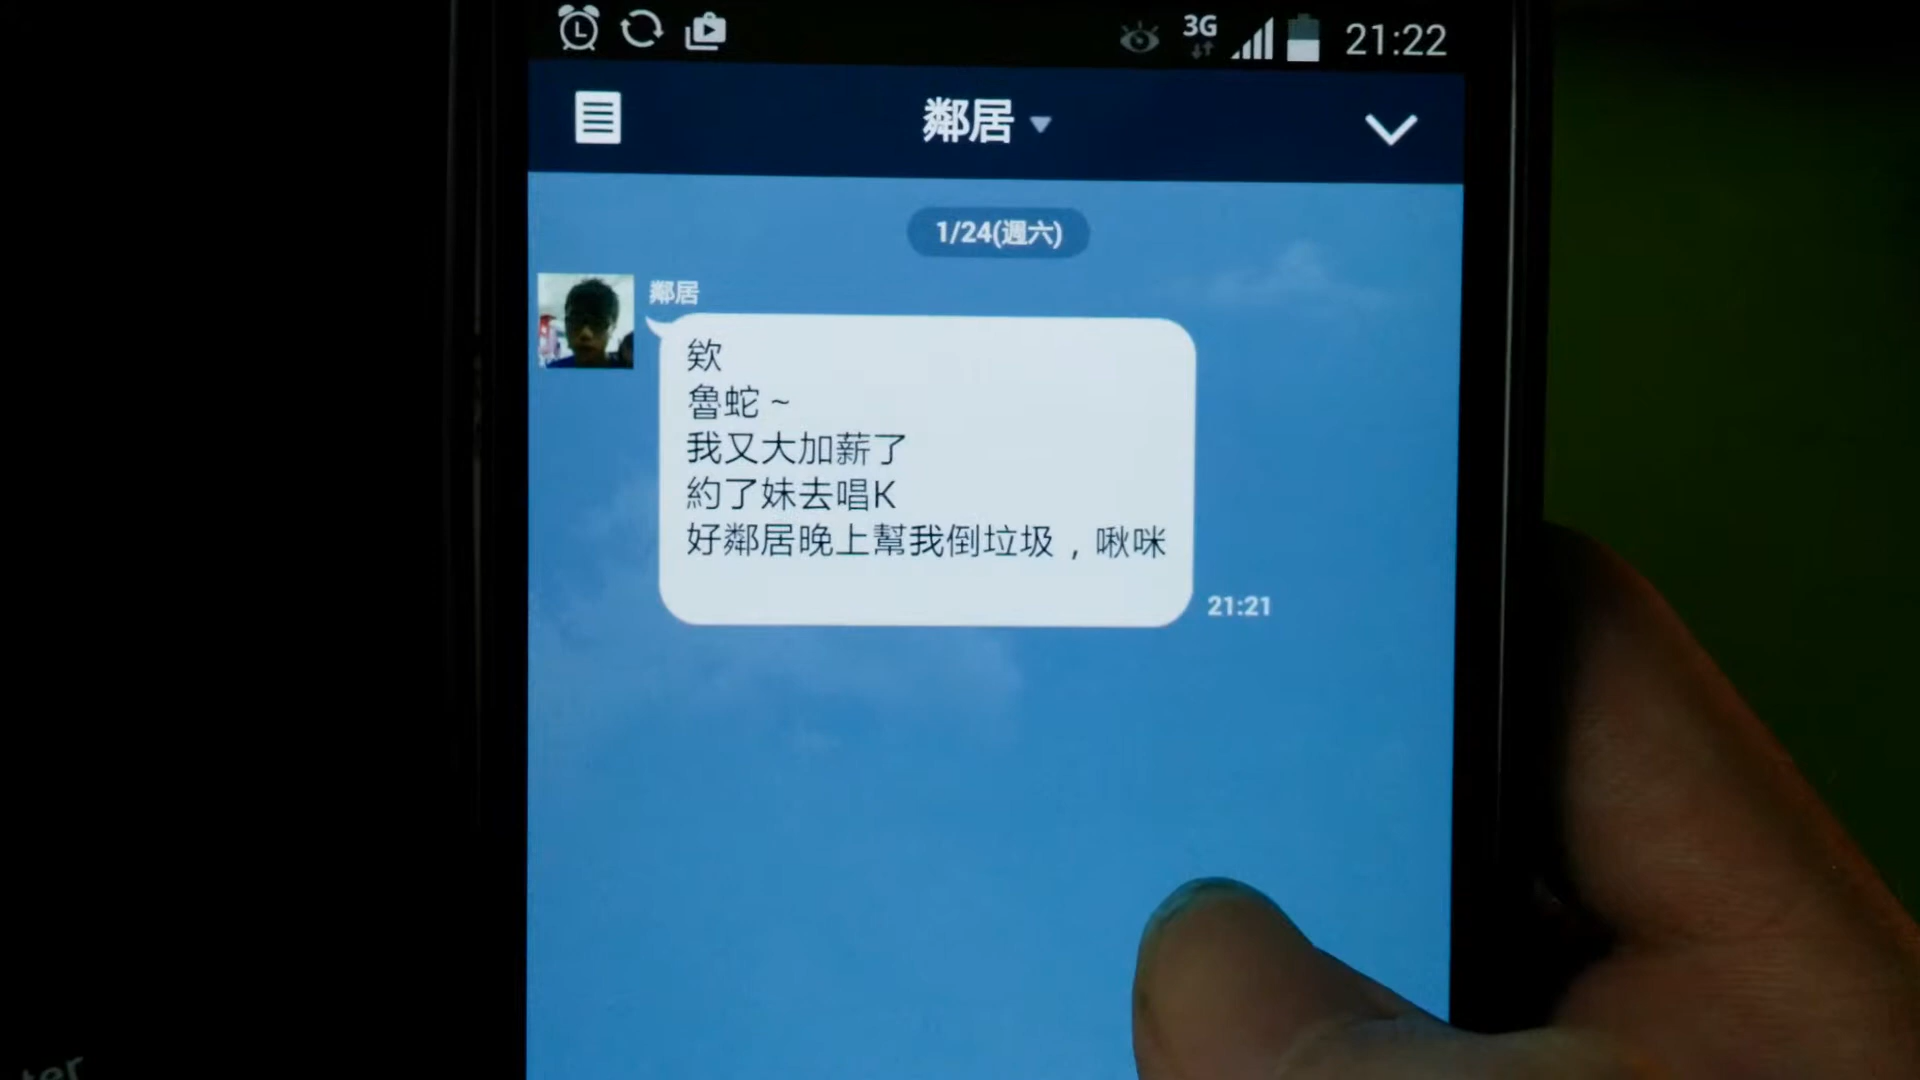 3G 21:22
鄰居
1/24(週六)
鄰居
欸
魯蛇~
我又大加薪了
約了妹去唱K
好鄰居晚上幫我倒垃圾，啾咪
21:21